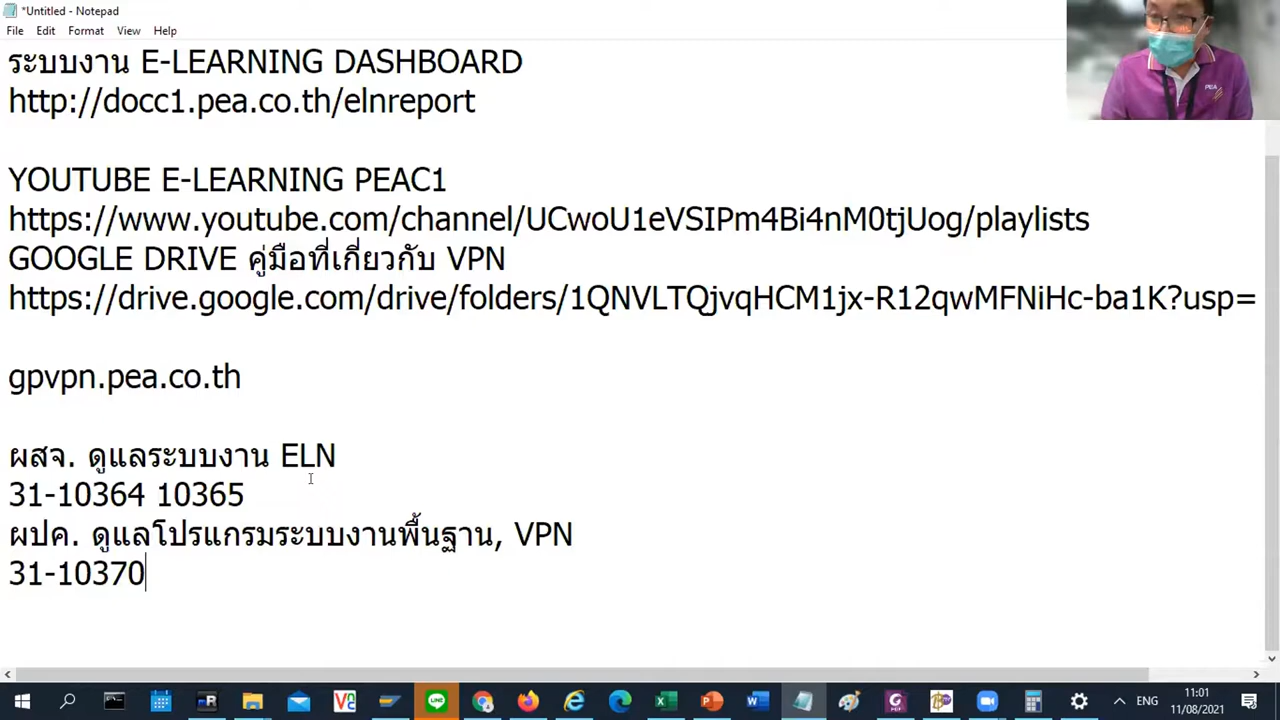 *Untitled - Notepad
File Edit Format View Help
ระบบงาน E-LEARNING DASHBOARD
http://docc1.pea.co.th/elnreport
YOUTUBE E-LEARNING PEAC1
https://www.youtube.com/channel/UCwoU1eVSIPm4Bi4nM0tjUog/playlists
GOOGLE DRIVE คู่มือที่เกี่ยวกับ VPN
https://drive.google.com/drive/folders/1QNVLTQjvqHCM1jx-R12qwMFNiHc-ba1K?usp=
gpvpn.pea.co.th
ผสจ. ดูแลระบบงาน ELN
31-10364 10365
ผปค. ดูแลโปรแกรมระบบงานพื้นฐาน, VPN
31-10370
PEA
ENG
11:01
11/08/2021